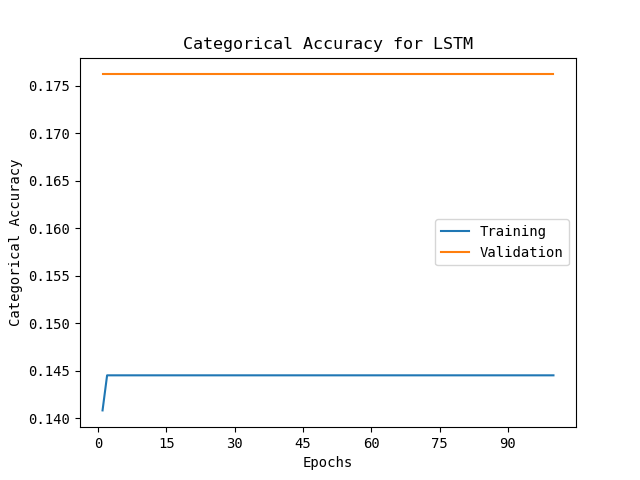 Categorical Accuracy for LSTM
Categorical Accuracy
0.175
0.170
0.165
0.160
0.155
0.150
0.145
0.140
Training
Validation
0 15 30 45 60 75 90
Epochs